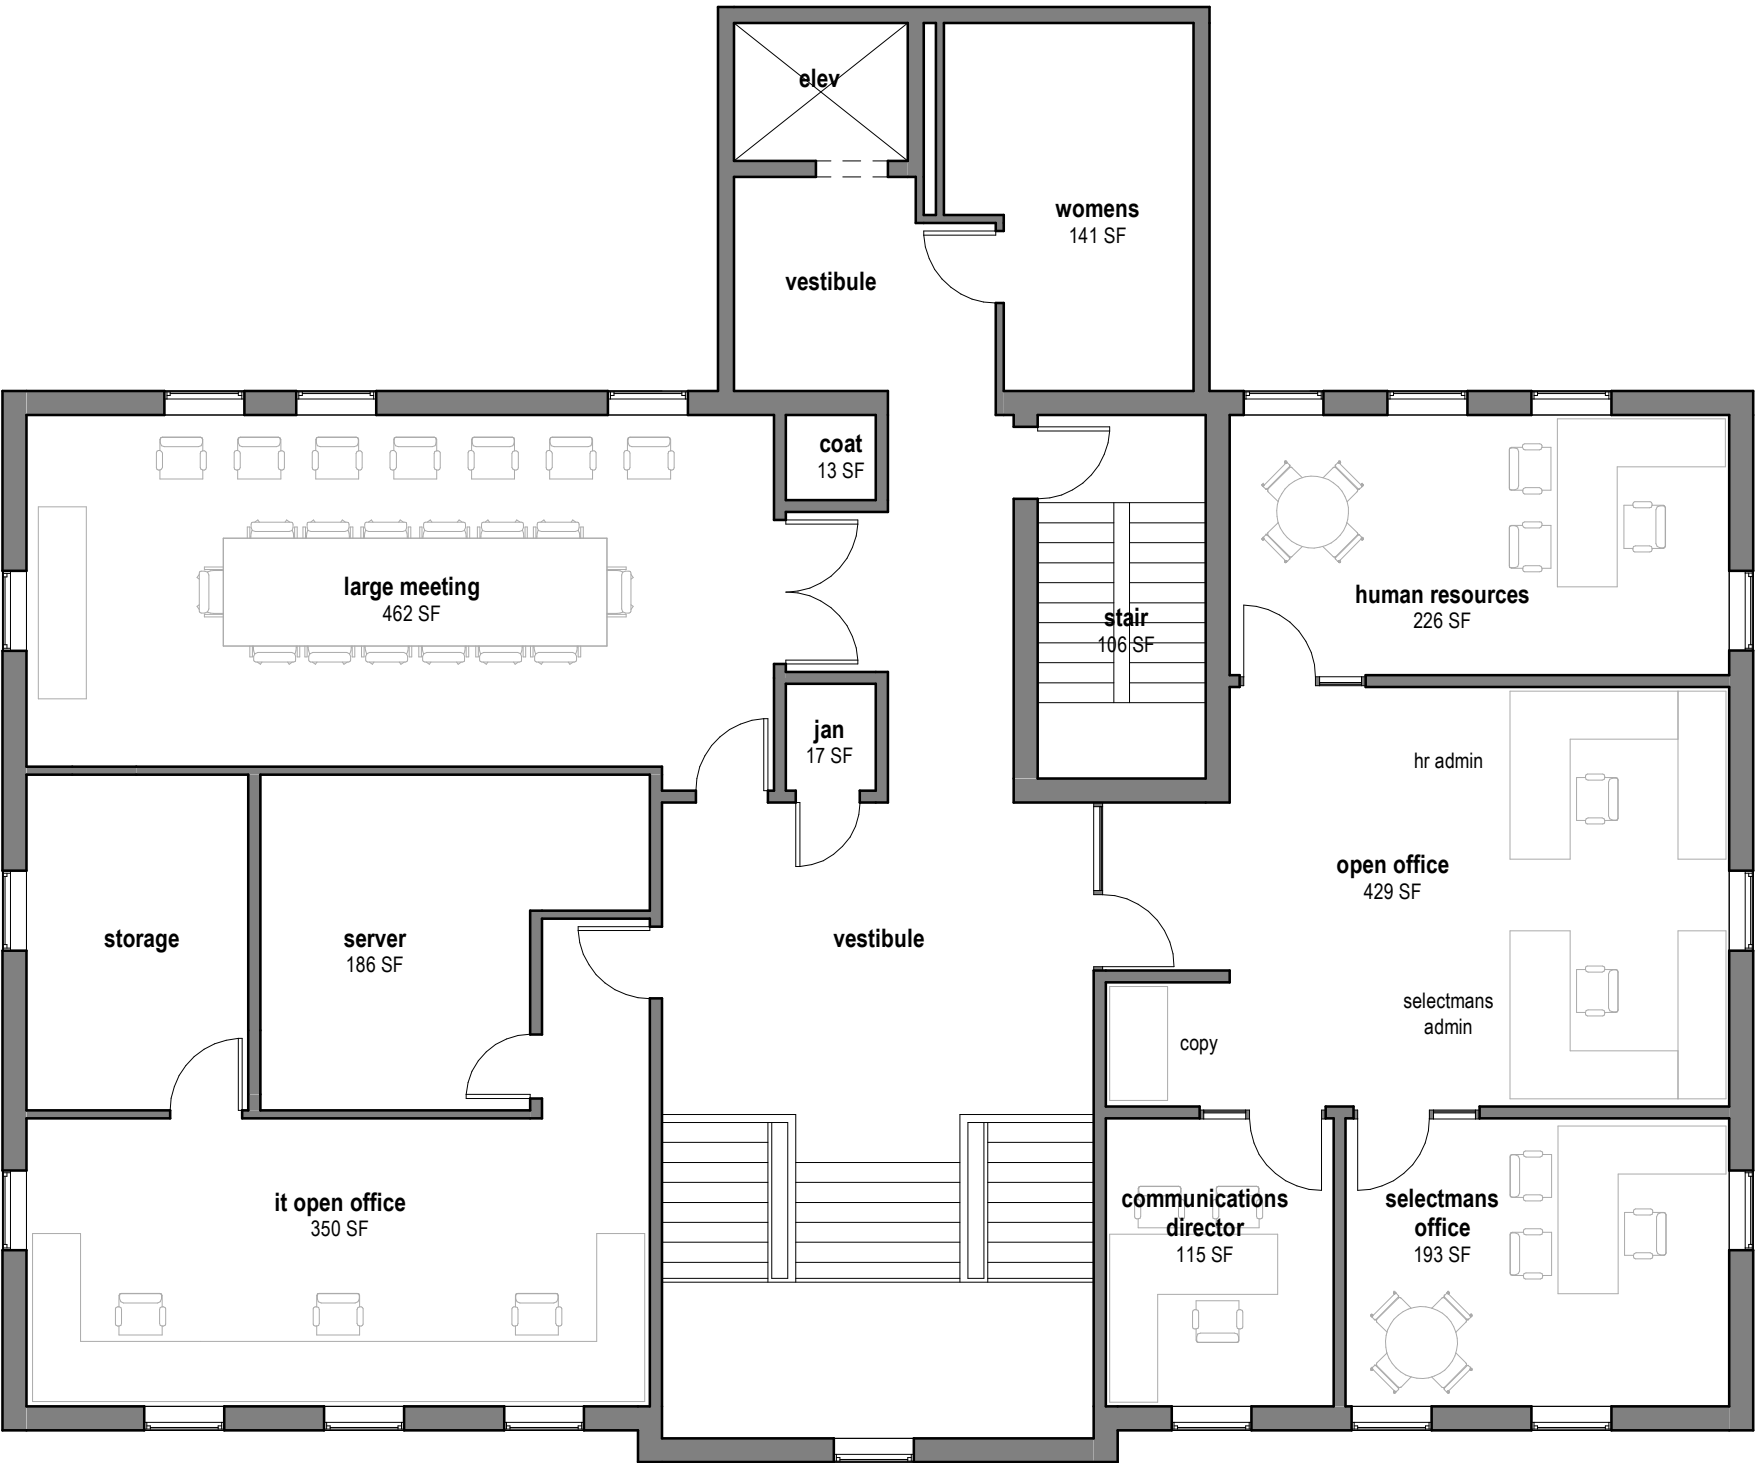 elev
womens
141 SF
vestibule
coat
13 SF
large meeting
462 SF
stair
106 SF
human resources
226 SF
jan
17 SF
hr admin
open office
429 SF
storage
server
186 SF
vestibule
selectmans
admin
copy
it open office
350 SF
communications
director
115 SF
selectmans
office
193 SF